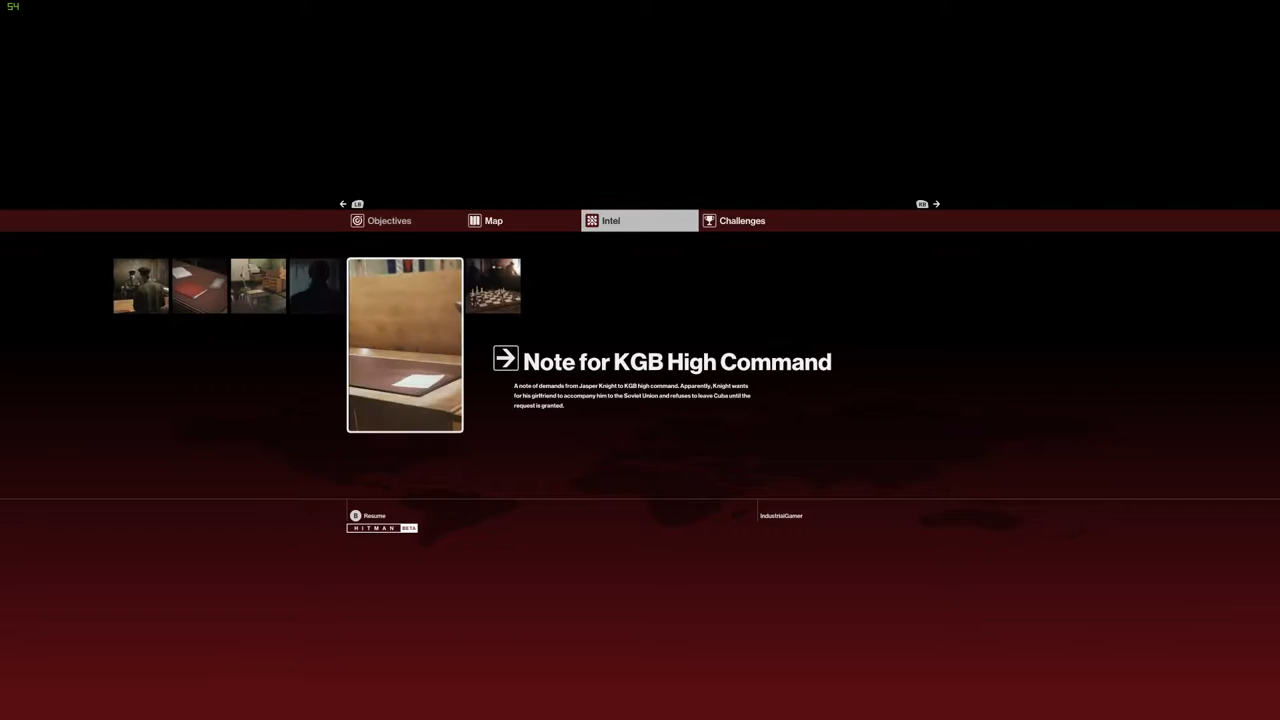 54
LB
RB
Objectives
Map
Intel
Challenges
Note for KGB High Command
A note of demands from Jasper Knight to KGB high command. Apparently, Knight wants
for his girlfriend to accompany him to the Soviet Union and refuses to leave Cuba until the
request is granted.
B Resume
IndustrialGamer
HITMAN BETA